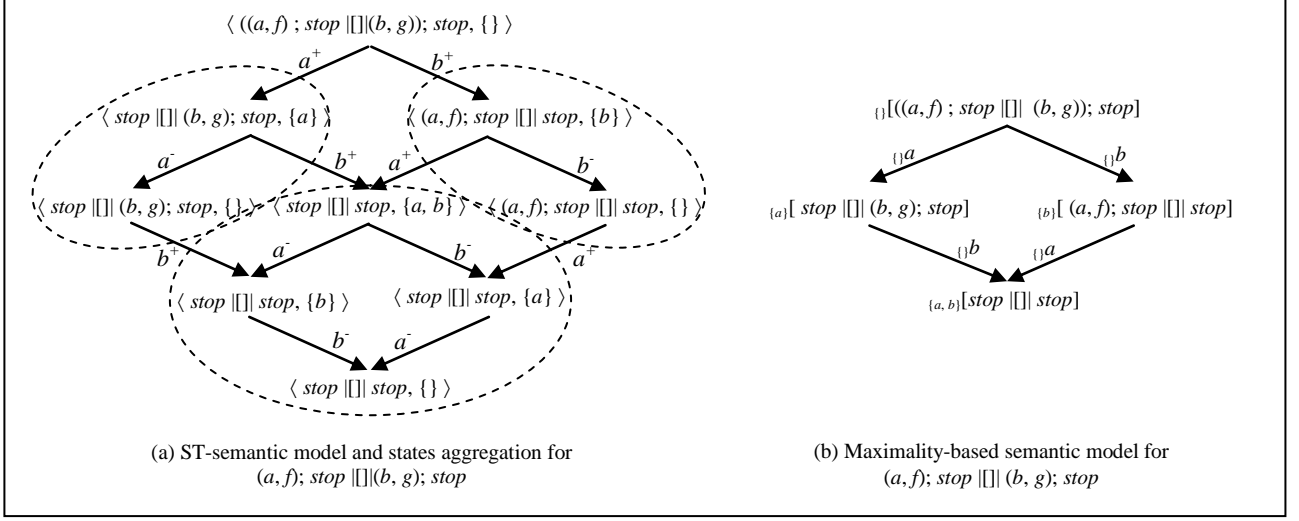 ⟨ ((a, f) ; stop |[]|(b, g)); stop, {} ⟩
a⁺
b⁺
⟨ stop |[]| (b, g); stop, {a} ⟩
⟨ (a, f); stop |[]| stop, {b} ⟩
a⁻
b⁺
a⁺
b⁻
⟨ stop |[]| (b, g); stop, {} ⟩
⟨ stop |[]| stop, {a, b} ⟩
⟨ (a, f); stop |[]| stop, {} ⟩
b⁺
a⁻
b⁻
a⁺
⟨ stop |[]| stop, {b} ⟩
⟨ stop |[]| stop, {a} ⟩
b⁻
a⁻
⟨ stop |[]| stop, {} ⟩
(a) ST-semantic model and states aggregation for
(a, f); stop |[]|(b, g); stop
{}[((a, f) ; stop |[]| (b, g)); stop]
{}a
{}b
{a}[ stop |[]| (b, g); stop]
{b}[ (a, f); stop |[]| stop]
{}b
{}a
{a, b}[stop |[]| stop]
(b) Maximality-based semantic model for
(a, f); stop |[]| (b, g); stop